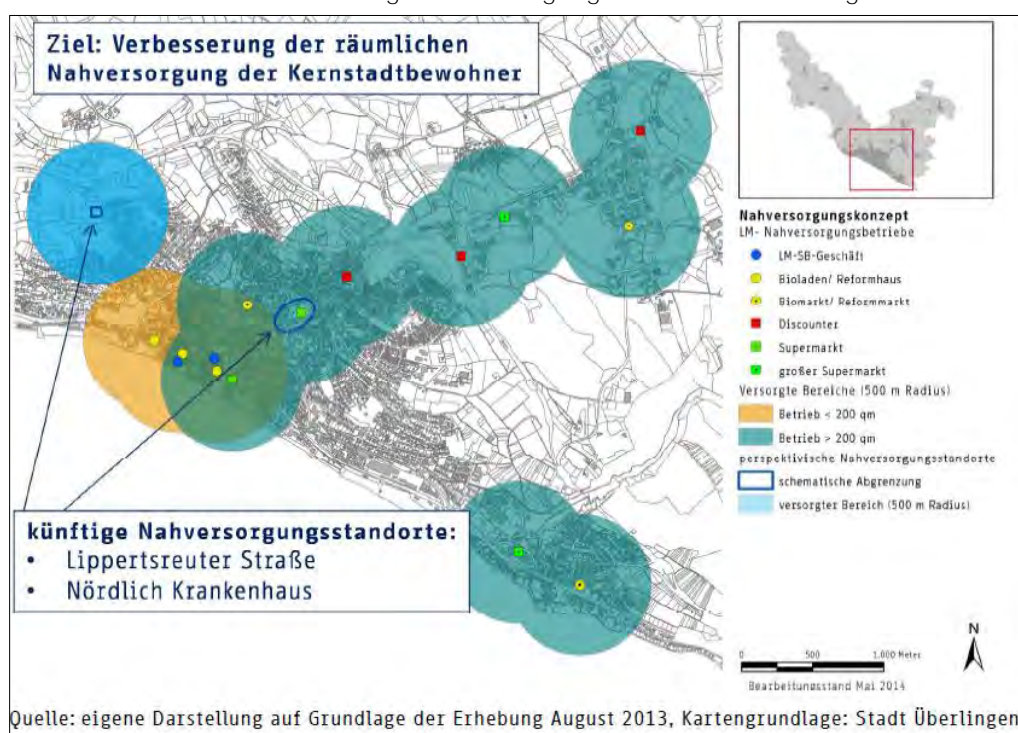 Ziel: Verbesserung der räumlichen
Nahversorgung der Kernstadtbewohner
Nahversorgungskonzept
LM- Nahversorgungsbetriebe
LM-SB-Geschäft
Bioladen/ Reformhaus
Biomarkt/ Reformmarkt
Discounter
Supermarkt
großer Supermarkt
Versorgte Bereiche (500 m Radius)
Betrieb < 200 qm
Betrieb > 200 qm
perspektivische Nahversorgungsstandorte
schematische Abgrenzung
versorgter Bereich (500 m Radius)
künftige Nahversorgungsstandorte:
• Lippertsreuter Straße
• Nördlich Krankenhaus
N
0 500 1.000 Meter
Bearbeitungsstand Mai 2014
Quelle: eigene Darstellung auf Grundlage der Erhebung August 2013, Kartengrundlage: Stadt Überlingen